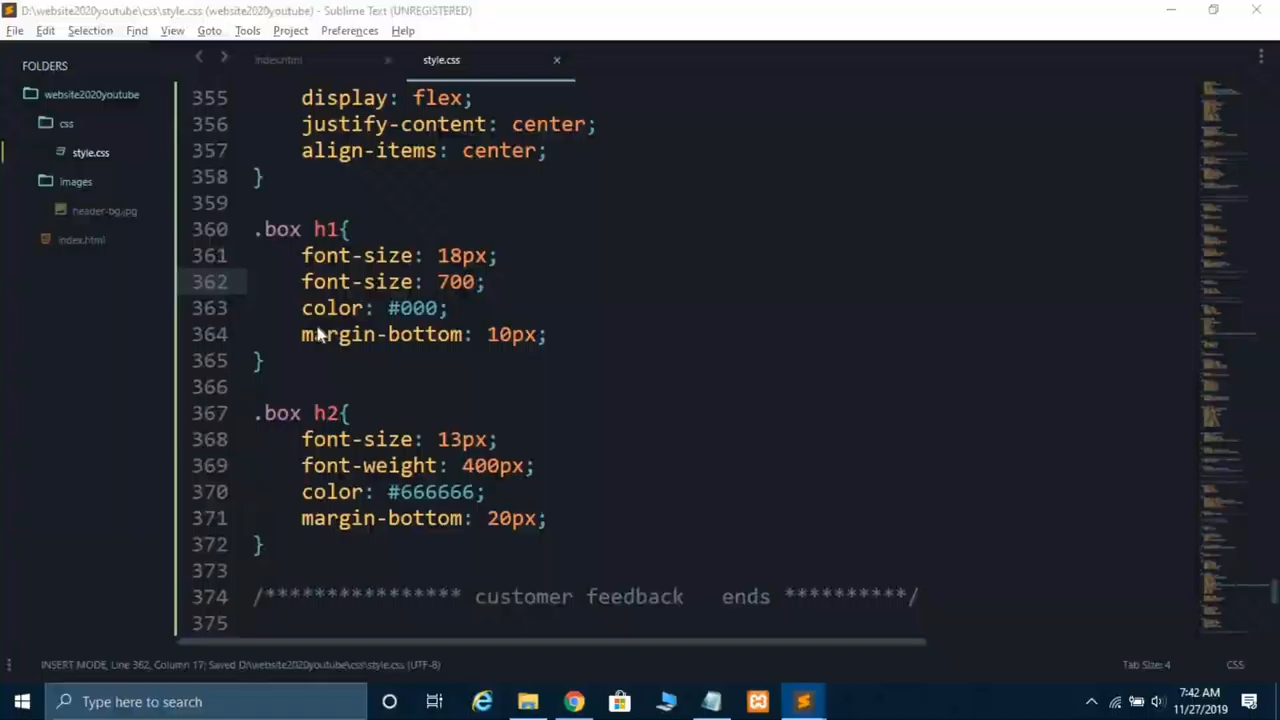 D:\website2020youtube\css\style.css (website2020youtube) - Sublime Text (UNREGISTERED)
File Edit Selection Find View Goto Tools Project Preferences Help
FOLDERS
website2020youtube
css
style.css
Images
header-bg.jpg
index.html
index.html
style.css
355 display: flex;
356 justify-content: center;
357 align-items: center;
358 }
359
360 .box h1{
361 font-size: 18px;
362 font-size: 700;
363 color: #000;
364 margin-bottom: 10px;
365 }
366
367 .box h2{
368 font-size: 13px;
369 font-weight: 400px;
370 color: #666666;
371 margin-bottom: 20px;
372 }
373
374 /**************** customer feedback ends **********/
375
INSERT MODE, Line 362, Column 17; Saved D:\website2020youtube\css\style.css (UTF-8)
Tab Size: 4
CSS
Type here to search
7:42 AM
11/27/2019